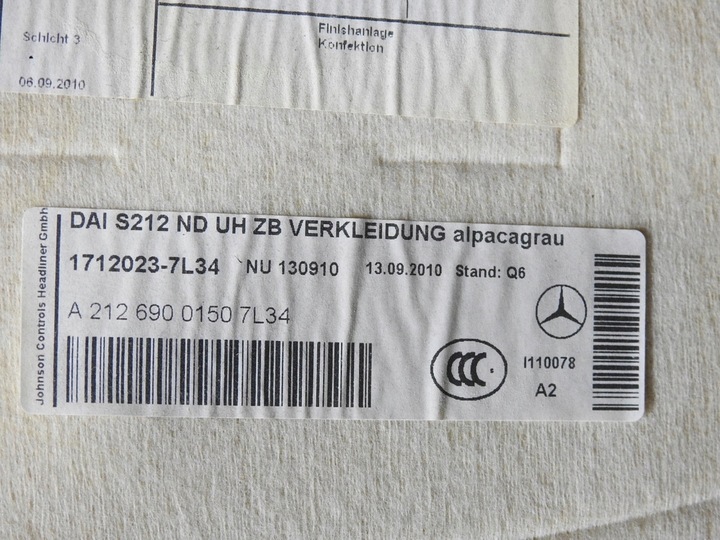 Schicht 3
Finishanlage
Konfektion
06.09.2010
Johnson Controls Headliner GmbH
DAI S212 ND UH ZB VERKLEIDUNG alpacagrau
1712023-7L34 NU 130910 13.09.2010 Stand: Q6
A 212 690 0150 7L34
CCC
I110078
A2